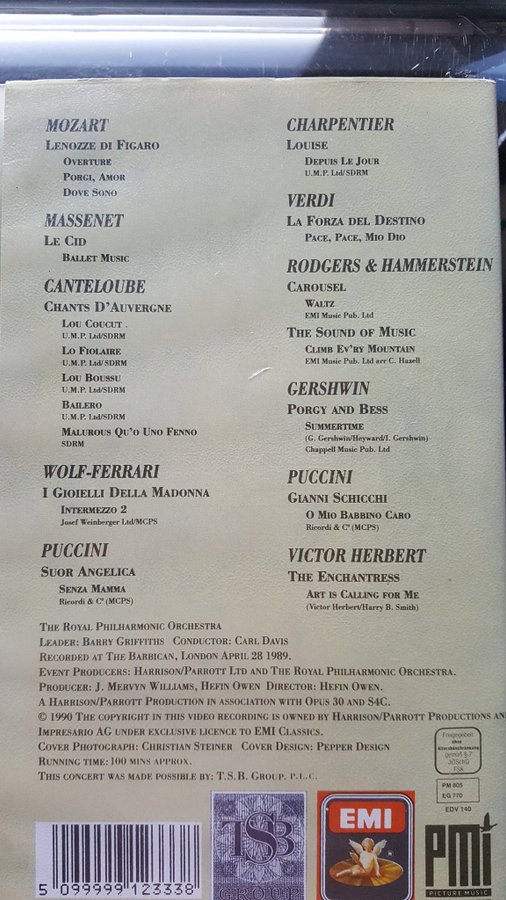 MOZART
LENOZZE DI FIGARO
OVERTURE
PORGI, AMOR
DOVE SONO
MASSENET
LE CID
BALLET MUSIC
CANTELOUBE
CHANTS D'AUVERGNE
LOU COUCUT .
U.M.P. Ltd/SDRM
LO FIOLAIRE
U.M.P. Ltd/SDRM
LOU BOUSSU
U.M.P. Ltd/SDRM
BAILERO
U.M.P. Ltd/SDRM
MALUROUS QU'O UNO FENNO
SDRM
WOLF-FERRARI
I GIOIELLI DELLA MADONNA
INTERMEZZO 2
Josef Weinberger Ltd/MCPS
PUCCINI
SUOR ANGELICA
SENZA MAMMA
Ricordi & Cº (MCPS)
CHARPENTIER
LOUISE
DEPUIS LE JOUR
U.M.P. Ltd/SDRM
VERDI
LA FORZA DEL DESTINO
PACE, PACE, MIO DIO
RODGERS & HAMMERSTEIN
CAROUSEL
WALTZ
EMI Music Pub. Ltd
THE SOUND OF MUSIC
CLIMB EV'RY MOUNTAIN
EMI Music Pub. Ltd arr C. Hazell
GERSHWIN
PORGY AND BESS
SUMMERTIME
(G. Gershwin/Heyward/I. Gershwin)
Chappell Music Pub. Ltd
PUCCINI
GIANNI SCHICCHI
O MIO BABBINO CARO
Ricordi & Cº (MCPS)
VICTOR HERBERT
THE ENCHANTRESS
ART IS CALLING FOR ME
(Victor Herbert/Harry B. Smith)
THE ROYAL PHILHARMONIC ORCHESTRA
LEADER: BARRY GRIFFITHS CONDUCTOR: CARL DAVIS
RECORDED AT THE BARBICAN, LONDON APRIL 28 1989.
EVENT PRODUCERS: HARRISON/PARROTT LTD AND THE ROYAL PHILHARMONIC ORCHESTRA.
PRODUCER: J. MERVYN WILLIAMS, HEFIN OWEN DIRECTOR: HEFIN OWEN.
A HARRISON/PARROTT PRODUCTION IN ASSOCIATION WITH OPUS 30 AND S4C.
© 1990 THE COPYRIGHT IN THIS VIDEO RECORDING IS OWNED BY HARRISON/PARROTT PRODUCTIONS AND
IMPRESARIO AG UNDER EXCLUSIVE LICENCE TO EMI CLASSICS.
COVER PHOTOGRAPH: CHRISTIAN STEINER COVER DESIGN: PEPPER DESIGN
RUNNING TIME: 100 MINS APPROX.
THIS CONCERT WAS MADE POSSIBLE BY: T.S.B. GROUP. P.L.C.
Freigegeben
ohne
Altersbeschränkung
gemäß § 7
JÖSchG
FSK
PM 805
EG 770
EDV 140
5 099999 123338
TSB
GROUP
EMI
PMI
PICTURE MUSIC